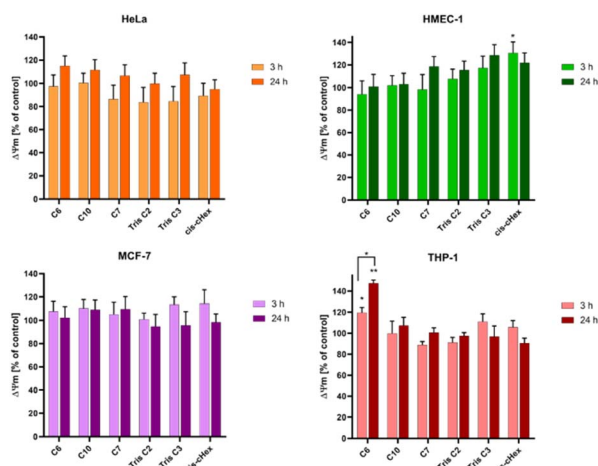 HeLa
ΔΨm [% of control]
140
120
100
80
60
40
20
0
C6
C10
C7
Tris C2
Tris C3
cis-cHex
3 h
24 h
HMEC-1
ΔΨm [% of control]
140
120
100
80
60
40
20
0
*
C6
C10
C7
Tris C2
Tris C3
cis-cHex
3 h
24 h
MCF-7
ΔΨm [% of control]
140
120
100
80
60
40
20
0
C6
C10
C7
Tris C2
Tris C3
cis-cHex
3 h
24 h
THP-1
ΔΨm [% of control]
140
120
100
80
60
40
20
0
*
*
**
C6
C10
C7
Tris C2
Tris C3
cis-cHex
3 h
24 h